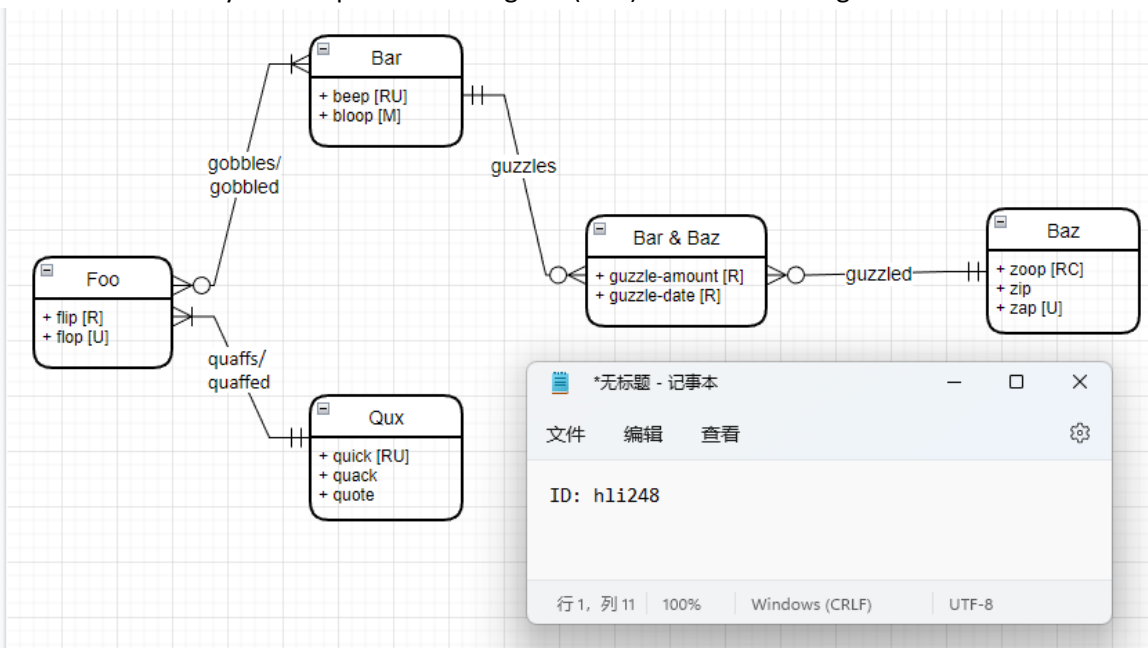 Bar
+ beep [RU]
+ bloop [M]
gobbles/
gobbled
guzzles
Bar & Baz
+ guzzle-amount [R]
+ guzzle-date [R]
guzzled
Baz
+ zoop [RC]
+ zip
+ zap [U]
Foo
+ flip [R]
+ flop [U]
quaffs/
quaffed
Qux
+ quick [RU]
+ quack
+ quote
*无标题 - 记事本
文件 编辑 查看
ID: hli248
行 1, 列 11 100% Windows (CRLF) UTF-8